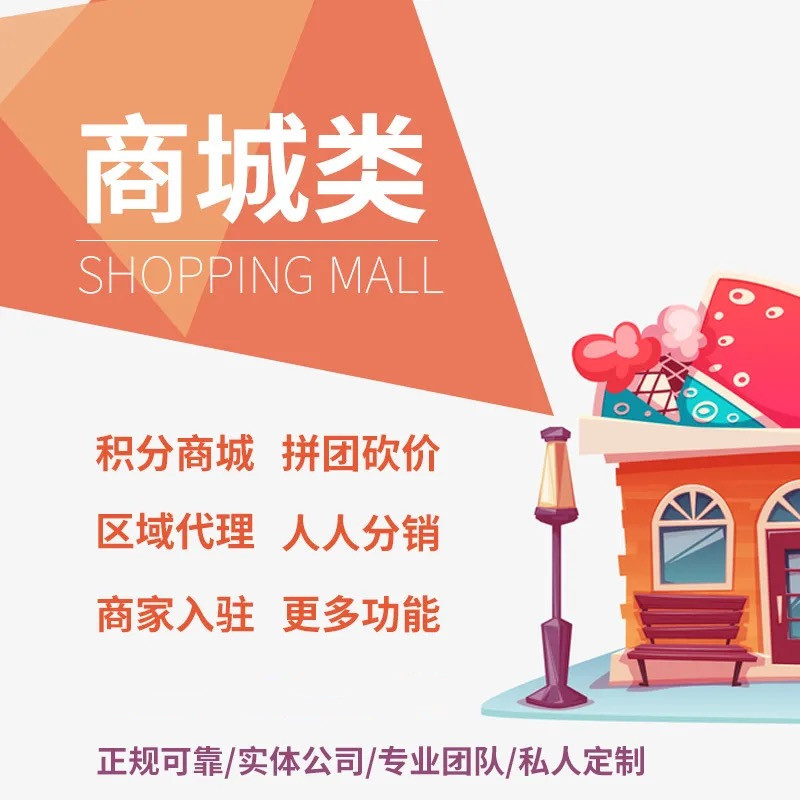 商城类
SHOPPING MALL
积分商城 拼团砍价
区域代理 人人分销
商家入驻 更多功能
正规可靠/实体公司/专业团队/私人定制